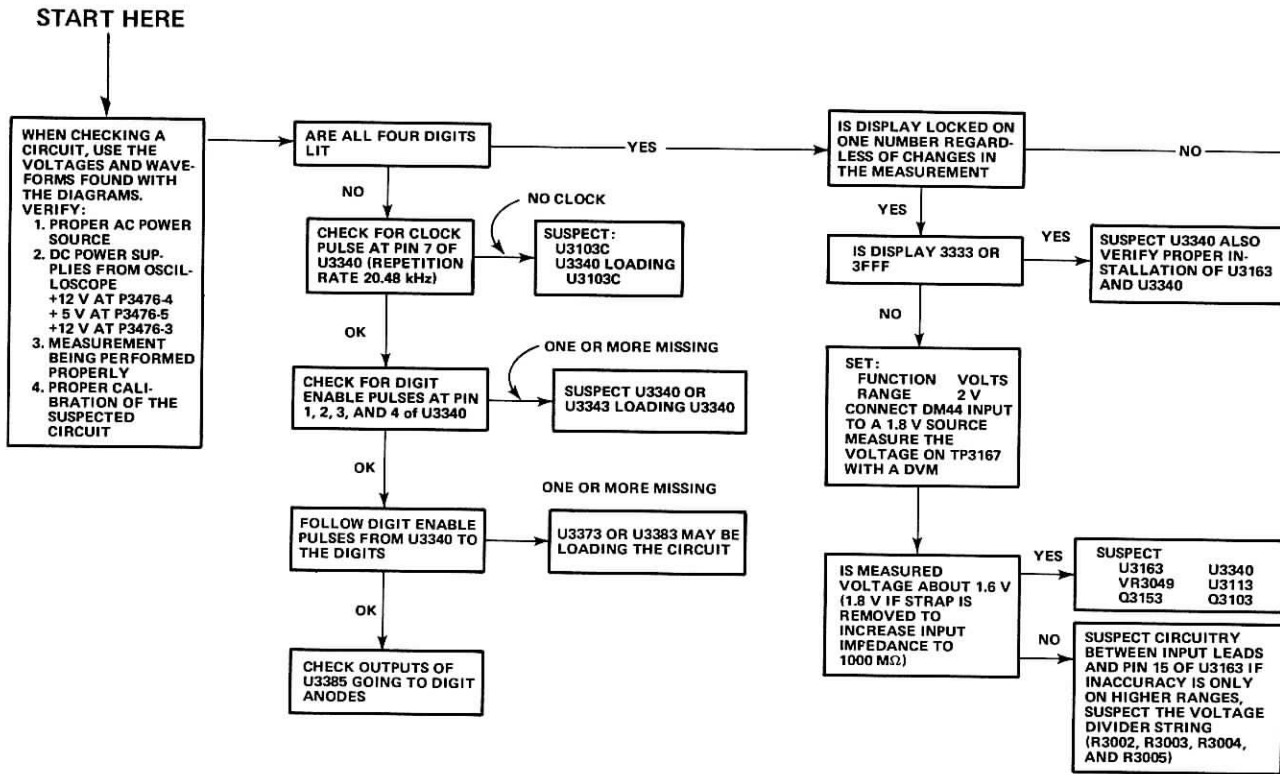 START HERE
WHEN CHECKING A
CIRCUIT, USE THE
VOLTAGES AND WAVE-
FORMS FOUND WITH
THE DIAGRAMS.
VERIFY:
1. PROPER AC POWER
SOURCE
2. DC POWER SUP-
PLIES FROM OSCIL-
LOSCOPE
+12 V AT P3476-4
+ 5 V AT P3476-5
+12 V AT P3476-3
3. MEASUREMENT
BEING PERFORMED
PROPERLY
4. PROPER CALI-
BRATION OF THE
SUSPECTED
CIRCUIT
ARE ALL FOUR DIGITS
LIT
YES
NO
NO CLOCK
CHECK FOR CLOCK
PULSE AT PIN 7 OF
U3340 (REPETITION
RATE 20.48 kHz)
SUSPECT:
U3103C
U3340 LOADING
U3103C
OK
ONE OR MORE MISSING
CHECK FOR DIGIT
ENABLE PULSES AT PIN
1, 2, 3, AND 4 of U3340
SUSPECT U3340 OR
U3343 LOADING U3340
OK
ONE OR MORE MISSING
FOLLOW DIGIT ENABLE
PULSES FROM U3340 TO
THE DIGITS
U3373 OR U3383 MAY BE
LOADING THE CIRCUIT
OK
CHECK OUTPUTS OF
U3385 GOING TO DIGIT
ANODES
IS DISPLAY LOCKED ON
ONE NUMBER REGARD-
LESS OF CHANGES IN
THE MEASUREMENT
NO
YES
IS DISPLAY 3333 OR
3FFF
YES
SUSPECT U3340 ALSO
VERIFY PROPER IN-
STALLATION OF U3163
AND U3340
NO
SET:
FUNCTION VOLTS
RANGE 2 V
CONNECT DM44 INPUT
TO A 1.8 V SOURCE
MEASURE THE
VOLTAGE ON TP3167
WITH A DVM
IS MEASURED
VOLTAGE ABOUT 1.6 V
(1.8 V IF STRAP IS
REMOVED TO
INCREASE INPUT
IMPEDANCE TO
1000 MΩ)
YES
SUSPECT
U3163 U3340
VR3049 U3113
Q3153 Q3103
NO
SUSPECT CIRCUITRY
BETWEEN INPUT LEADS
AND PIN 15 OF U3163 IF
INACCURACY IS ONLY
ON HIGHER RANGES,
SUSPECT THE VOLTAGE
DIVIDER STRING
(R3002, R3003, R3004,
AND R3005)